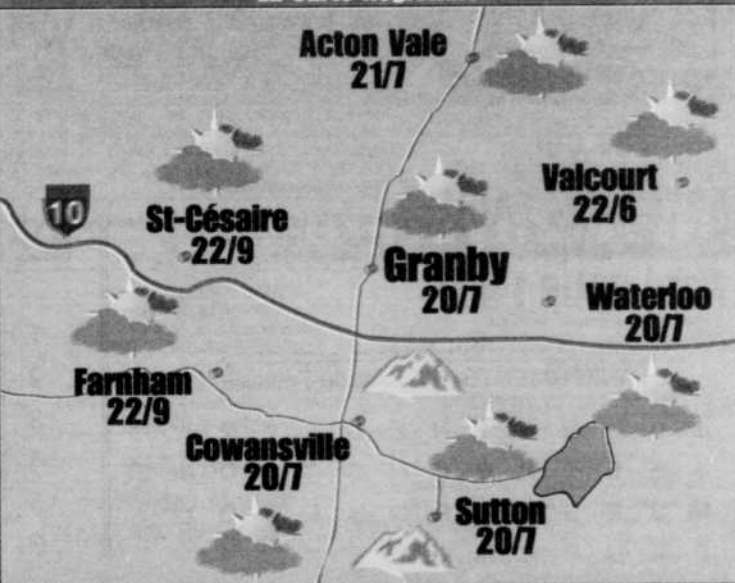 Acton Vale
21/7
Valcourt
22/6
10
St-Césaire
22/9
Granby
20/7
Waterloo
20/7
Farnham
22/9
Cowansville
20/7
Sutton
20/7